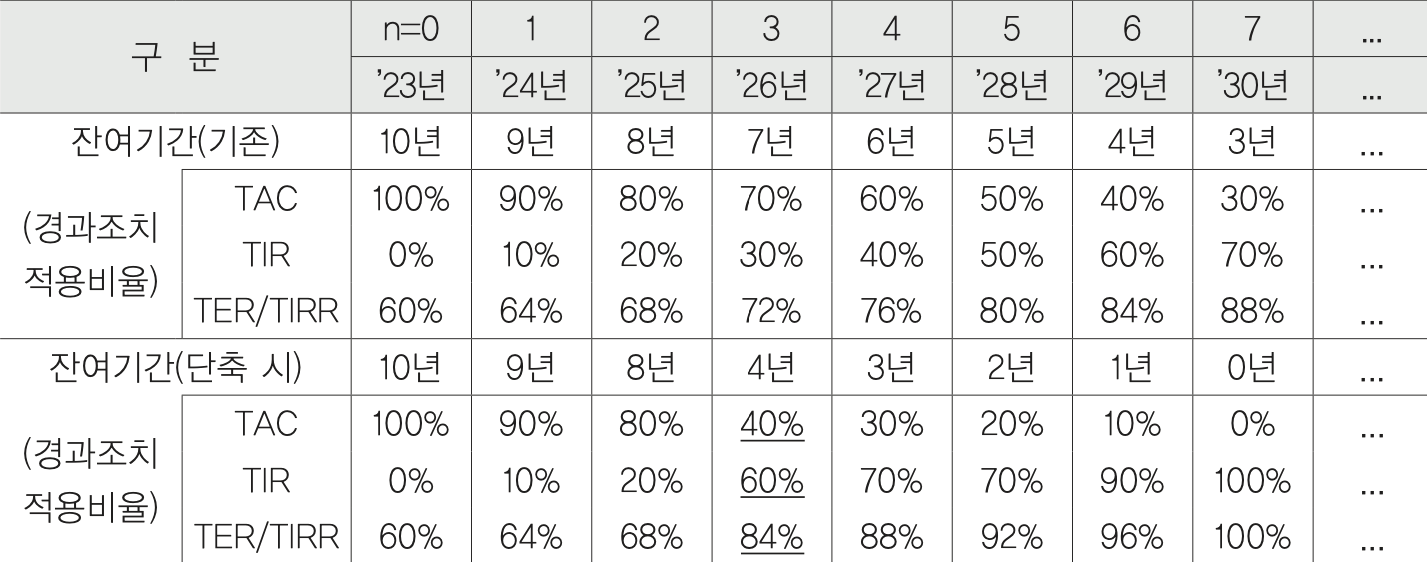 구 분 n=0 1 2 3 4 5 6 7 ...
’23년 ’24년 ’25년 ’26년 ’27년 ’28년 ’29년 ’30년 ...
잔여기간(기존) 10년 9년 8년 7년 6년 5년 4년 3년 ...
(경과조치
적용비율)
TAC 100% 90% 80% 70% 60% 50% 40% 30% ...
TIR 0% 10% 20% 30% 40% 50% 60% 70% ...
TER/TIRR 60% 64% 68% 72% 76% 80% 84% 88% ...
잔여기간(단축 시) 10년 9년 8년 4년 3년 2년 1년 0년 ...
(경과조치
적용비율)
TAC 100% 90% 80% 40% 30% 20% 10% 0% ...
TIR 0% 10% 20% 60% 70% 70% 90% 100% ...
TER/TIRR 60% 64% 68% 84% 88% 92% 96% 100% ...